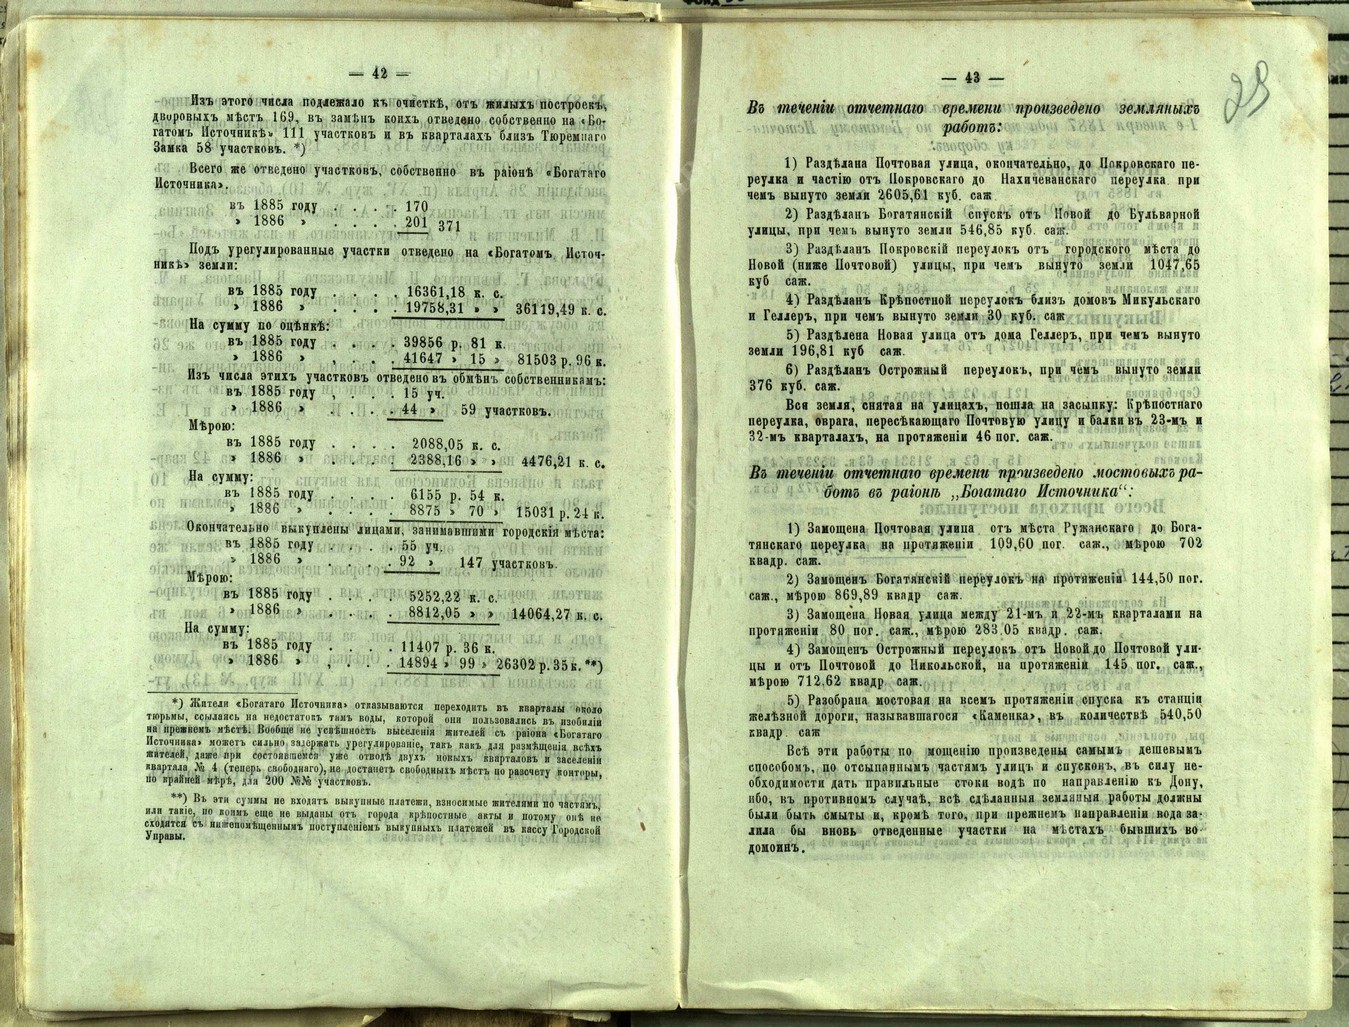 — 42 —
Изъ этого числа подлежало къ очисткѣ, отъ жилыхъ построекъ,
дворовыхъ мѣстъ 169, въ замѣнъ коихъ отведено собственно на «Бо-
гатомъ Источникѣ» 111 участковъ и въ кварталахъ близъ Тюремнаго
Замка 58 участковъ. *)
Всего же отведено участковъ, собственно въ раіонѣ «Богатаго
Источника».
въ 1885 году . . . . 170
» 1886 » . . . . 201 371
Подъ урегулированные участки отведено на «Богатомъ Источ-
никѣ» земли:
въ 1885 году . . . . 16361,18 к. с.
» 1886 » . . . . 19758,31 » » 36119,49 к. с.
На сумму по оцѣнкѣ:
въ 1885 году . . . . 39856 р. 81 к.
» 1886 » , . . . 41647 » 15 » 81503 р. 96 к.
Изъ числа этихъ участковъ отведено въ обмѣнъ собственникамъ:
въ 1885 году , . . . 15 уч.
» 1886 » . . . . 44 » 59 участковъ.
Мѣрою:
въ 1885 году . . . . 2088,05 к. с.
» 1886 » . . . . 2388,16 » » 4476,21 к. с.
На сумму:
въ 1885 году . . . . 6155 р. 54 к.
» 1886 » . . . . 8875 » 70 » 15031 р. 24 к.
Окончательно выкуплены лицами, занимавшими городскія мѣста:
въ 1885 году . . . . 55 уч.
» 1886 » . . . . 92 » 147 участковъ.
Мѣрою:
въ 1885 году . . . . 5252,22 к. с.
» 1886 » . . . . 8812,05 » » 14064,27 к. с.
На сумму:
въ 1885 году . . . . 11407 р. 36 к.
» 1886 » , . . . 14894 » 99 » 26302 р. 35 к. **)
*) Жители «Богатаго Источника» отказываются переходить въ кварталы около
тюрьмы, ссылаясь на недостатокъ тамъ воды, которой они пользовались въ изобиліи
на прежнемъ мѣстѣ. Вообще не успѣшность выселенія жителей съ раіона «Богатаго
Источника» можетъ сильно задержать урегулированіе, такъ какъ для размѣщенія всѣхъ
жителей, даже при состоявшемся уже отводѣ двухъ новыхъ кварталовъ и заселеніи
квартала № 4 (теперь свободнаго), не достанетъ свободныхъ мѣстъ по разсчету конторы,
по крайней мѣрѣ, для 200 №№ участковъ.
**) Въ эти суммы не входятъ выкупные платежи, взносимые жителями по частямъ,
или такіе, по коимъ еще не выданы отъ города крѣпостные акты и потому онѣ не
сходятся съ нижепомѣщеннымъ поступленіемъ выкупныхъ платежей въ кассу Городской
Управы.
— 43 —
Въ теченіи отчетнаго времени произведено земляныхъ
работъ:
1) Раздѣлана Почтовая улица, окончательно, до Покровскаго пе-
реулка и частію отъ Покровскаго до Нахичеванскаго переулка при
чемъ вынуто земли 2605,61 куб. саж
2) Раздѣланъ Богатянскій спускъ отъ Новой до Бульварной
улицы, при чемъ вынуто земли 546,85 куб. саж.
3) Раздѣланъ Покровскій переулокъ отъ городского мѣста до
Новой (ниже Почтовой) улицы, при чемъ вынуто земли 1047,65
куб саж.
4) Раздѣланъ Крѣпостной переулокъ близъ домовъ Микульскаго
и Геллеръ, при чемъ вынуто земли 30 куб. саж
5) Раздѣлена Новая улица отъ дома Геллеръ, при чемъ вынуто
земли 196,81 куб саж.
6) Раздѣланъ Острожный переулокъ, при чемъ вынуто земли
376 куб. саж.
Вся земля, снятая на улицахъ, пошла на засыпку: Крѣпостнаго
переулка, оврага, пересѣкающаго Почтовую улицу и балки въ 23-мъ и
32-мъ кварталахъ, на протяженіи 46 пог. саж.
Въ теченіи отчетнаго времени произведено мостовыхъ ра-
ботъ въ раіонѣ „Богатаго Источника“:
1) Замощена Почтовая улица отъ мѣста Ружанскаго до Бога-
тянскаго переулка на протяженіи 109,60 пог. саж., мѣрою 702
квадр. саж.
2) Замощенъ Богатянскій переулокъ на протяженіи 144,50 пог.
саж., мѣрою 869,89 квадр саж.
3) Замощена Новая улица между 21-мъ и 22-мъ кварталами на
протяженіи 80 пог. саж., мѣрою 283,05 квадр. саж.
4) Замощенъ Острожный переулокъ отъ Новой до Почтовой ули-
цы и отъ Почтовой до Никольской, на протяженіи 145 пог. саж.,
мѣрою 712,62 квадр саж.
5) Разобрана мостовая на всемъ протяженіи спуска къ станціи
желѣзной дороги, называвшагося «Каменка», въ количествѣ 540,50
квадр саж
Всѣ эти работы по мощенію произведены самымъ дешевымъ
способомъ, по отсыпаннымъ частямъ улицъ и спусковъ, въ силу не-
обходимости дать правильные стоки водѣ по направленію къ Дону,
ибо, въ противномъ случаѣ, всѣ сдѣланныя земляныя работы должны
были быть смыты и, кромѣ того, при прежнемъ направленіи вода за-
лила бы вновь отведенные участки на мѣстахъ бывшихъ во
домоинъ.